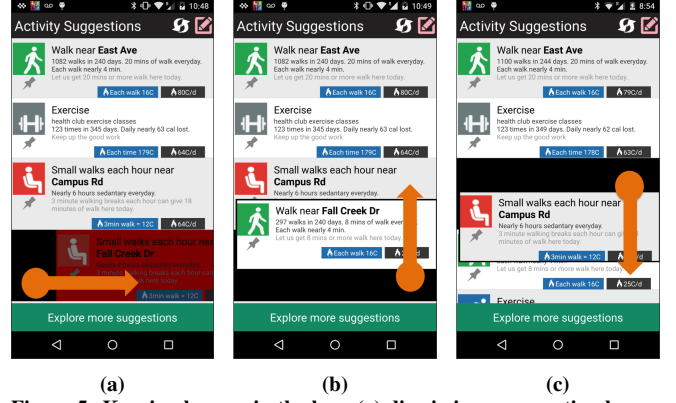 10:48
Activity Suggestions
Walk near East Ave
1082 walks in 240 days. 20 mins of walk everyday.
Each walk nearly 4 min.
Let us get 20 mins or more walk here today.
Each walk 16C
80C/d
Exercise
health club exercise classes
123 times in 345 days. Daily nearly 63 cal lost.
Keep up the good work
Each time 179C
64C/d
Small walks each hour near
Campus Rd
Nearly 6 hours sedantary everyday.
3 minute walking breaks each hour can give 18
minutes of walk here today.
3min walk = 12C
64C/d
Small walks each hour near
Fall Creek Dr
3min walk = 12C
Explore more suggestions
(a)
10:49
Activity Suggestions
Walk near East Ave
1082 walks in 240 days. 20 mins of walk everyday.
Each walk nearly 4 min.
Let us get 20 mins or more walk here today.
Each walk 16C
80C/d
Exercise
health club exercise classes
123 times in 345 days. Daily nearly 63 cal lost.
Keep up the good work
Each time 179C
64C/d
Small walks each hour near
Campus Rd
Nearly 6 hours sedantary everyday.
Walk near Fall Creek Dr
297 walks in 240 days. 8 mins of walk
Each walk nearly 4 min.
Let us get 8 mins or more walk here
Each walk 16C
Explore more suggestions
(b)
8:54
Activity Suggestions
Walk near East Ave
1100 walks in 244 days. 20 mins of walk everyday.
Each walk nearly 4 min.
Let us get 20 mins or more walk here today.
Each walk 16C
79C/d
Exercise
health club exercise classes
123 times in 349 days. Daily nearly 62 cal lost.
Keep up the good work
Each time 178C
63C/d
Small walks each hour near
Campus Rd
Nearly 6 hours sedantary everyday.
3 minute walking breaks each hour can
minutes of walk here today.
3min walk = 12C
Let us get 8 mins or more walk here today.
Each walk 16C
25C/d
Exercise
Explore more suggestions
(c)